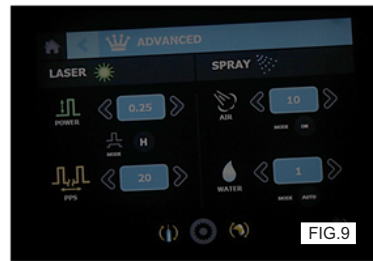 ADVANCED
LASER
SPRAY
POWER
0.25
MODE H
AIR
10
MODE ON
PPS
20
WATER
1
MODE AUTO
FIG.9